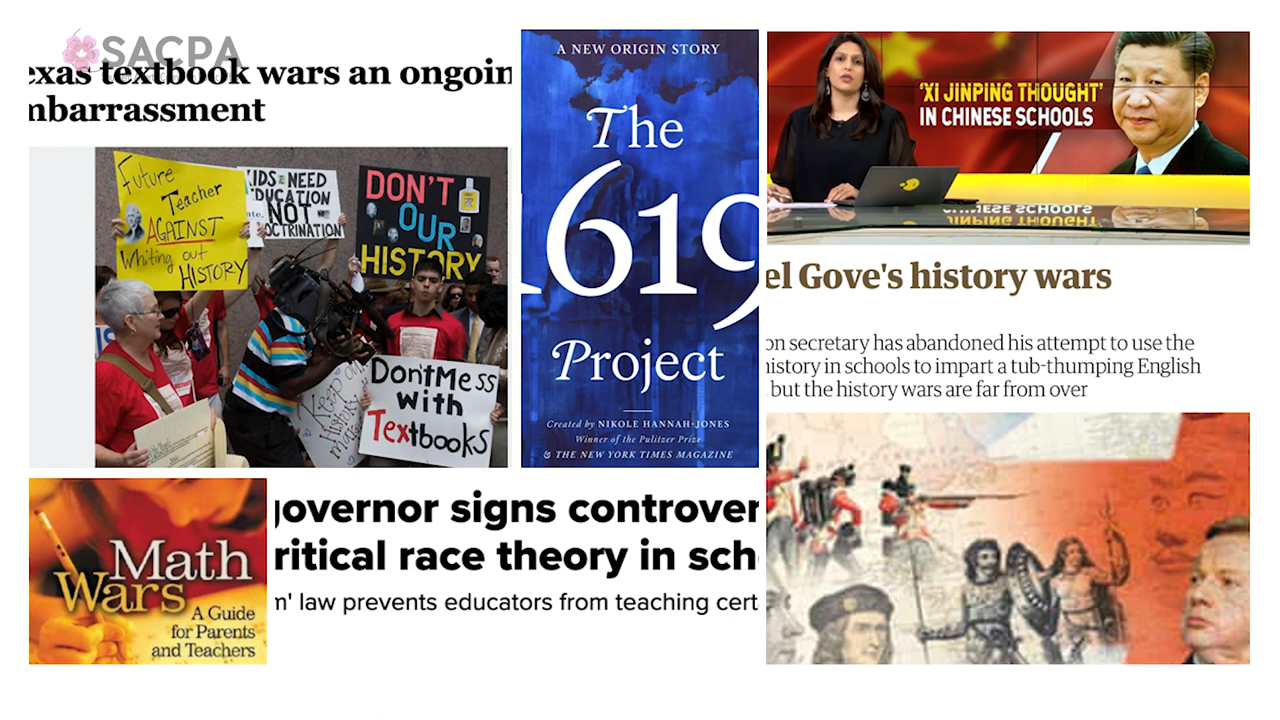 SACPA
exas textbook wars an ongoin
mbarrassment
Future
Teacher
AGAINST
Whiting out
HISTORY
KIDS NEED
EDUCATION
NOT
DOCTRINATION
DON'T
OUR
HISTORY
Don't Mess
with
Textbooks
A NEW ORIGIN STORY
The
1619
Project
Created by NIKOLE HANNAH-JONES
Winner of the Pulitzer Prize
& THE NEW YORK TIMES MAGAZINE
'XI JINPING THOUGHT'
IN CHINESE SCHOOLS
el Gove's history wars
on secretary has abandoned his attempt to use the
history in schools to impart a tub-thumping English
but the history wars are far from over
Math
Wars
A Guide
for Parents
and Teachers
governor signs controver
ritical race theory in sch
m' law prevents educators from teaching cert